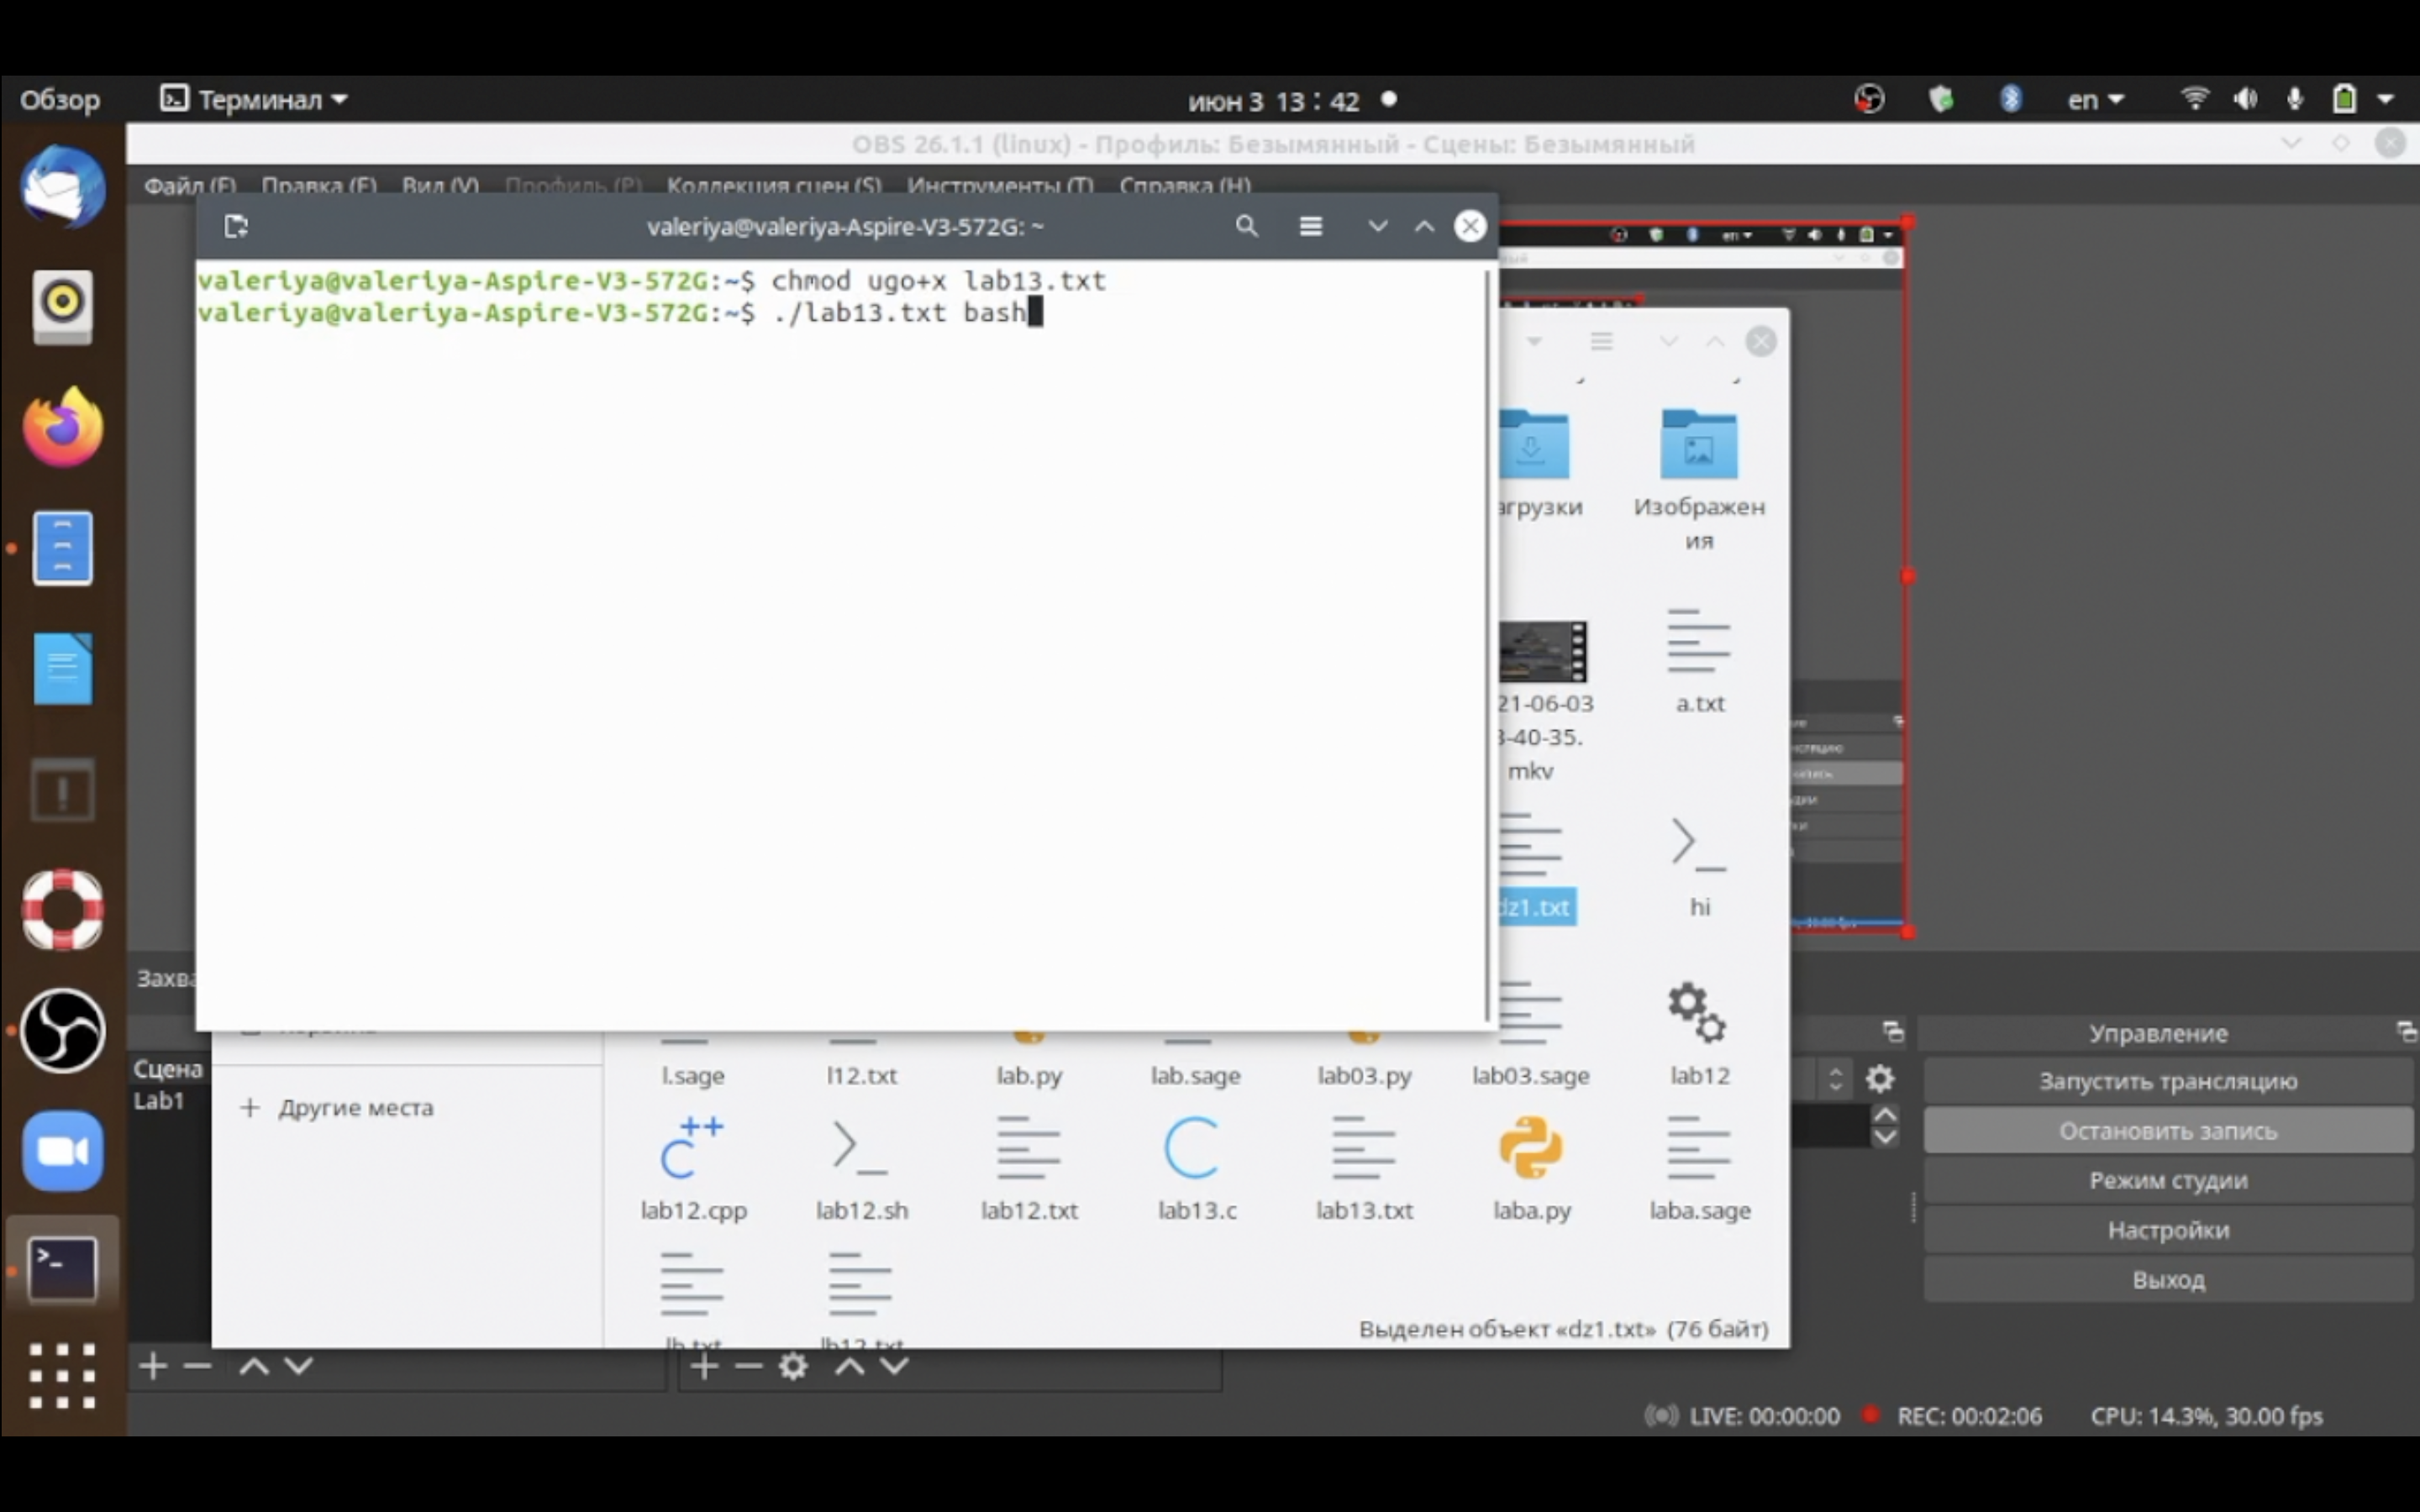 Обзор
Терминал
июн 3 13 : 42
en
OBS 26.1.1 (linux) - Профиль: Безымянный - Сцены: Безымянный
Файл (F) Правка (E) Вид (V) Профиль (P) Коллекция сцен (S) Инструменты (T) Справка (H)
valeriya@valeriya-Aspire-V3-572G: ~
valeriya@valeriya-Aspire-V3-572G:~$ chmod ugo+x lab13.txt
valeriya@valeriya-Aspire-V3-572G:~$ ./lab13.txt bash
агрузки
Изображен
ия
21-06-03
3-40-35.
mkv
a.txt
dz1.txt
hi
Захва
Сцена
Lab1
Другие места
l.sage l12.txt lab.py lab.sage lab03.py lab03.sage lab12
lab12.cpp lab12.sh lab12.txt lab13.c lab13.txt laba.py laba.sage
lb.txt lb12.txt
Выделен объект «dz1.txt» (76 байт)
Управление
Запустить трансляцию
Остановить запись
Режим студии
Настройки
Выход
LIVE: 00:00:00 REC: 00:02:06 CPU: 14.3%, 30.00 fps